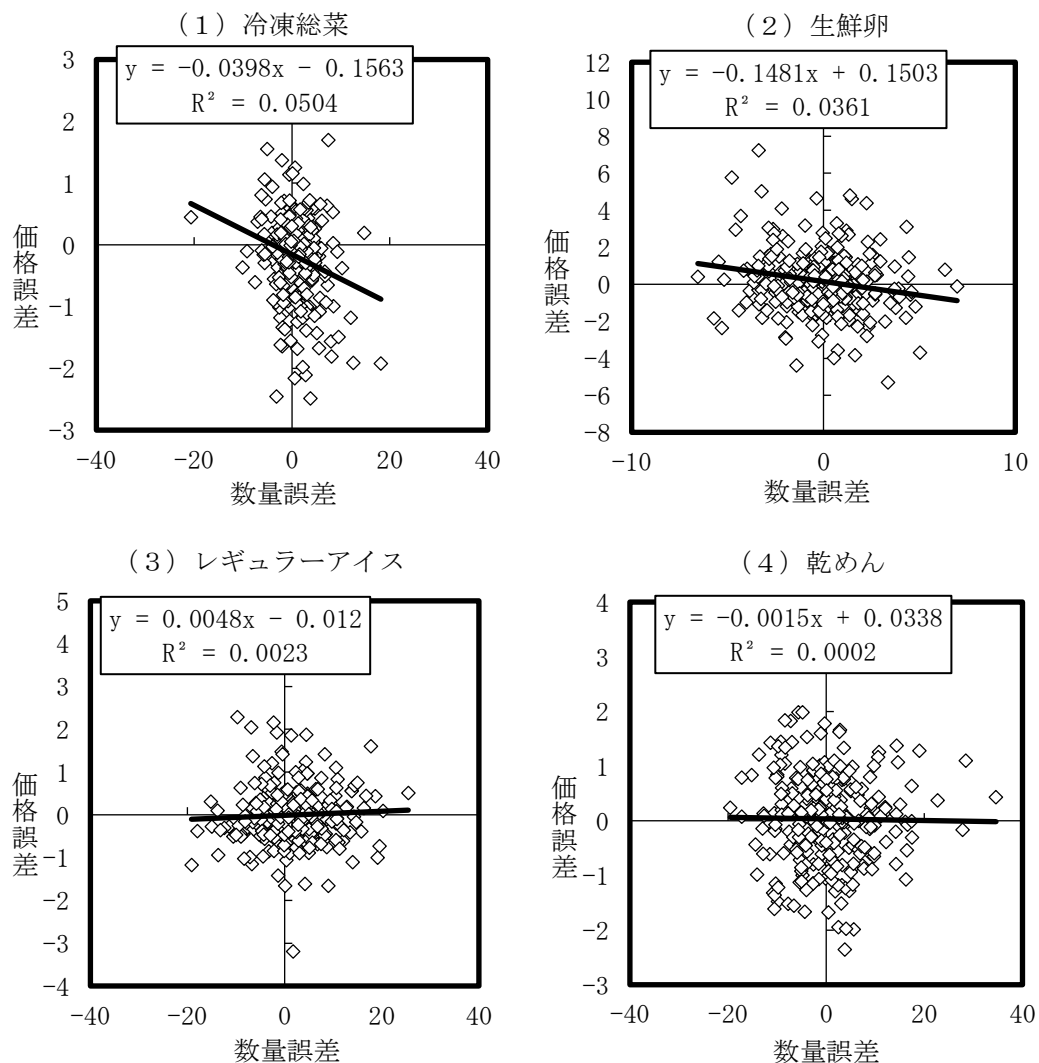 （１）冷凍総菜
y = -0.0398x - 0.1563
R² = 0.0504
3
2
1
0
-1
-2
-3
価格誤差
-40
-20
0
20
40
数量誤差
（２）生鮮卵
y = -0.1481x + 0.1503
R² = 0.0361
12
10
8
6
4
2
0
-2
-4
-6
-8
価格誤差
-10
0
10
数量誤差
（３）レギュラーアイス
y = 0.0048x - 0.012
R² = 0.0023
5
4
3
2
1
0
-1
-2
-3
-4
価格誤差
-40
-20
0
20
40
数量誤差
（４）乾めん
y = -0.0015x + 0.0338
R² = 0.0002
4
3
2
1
0
-1
-2
-3
価格誤差
-40
-20
0
20
40
数量誤差